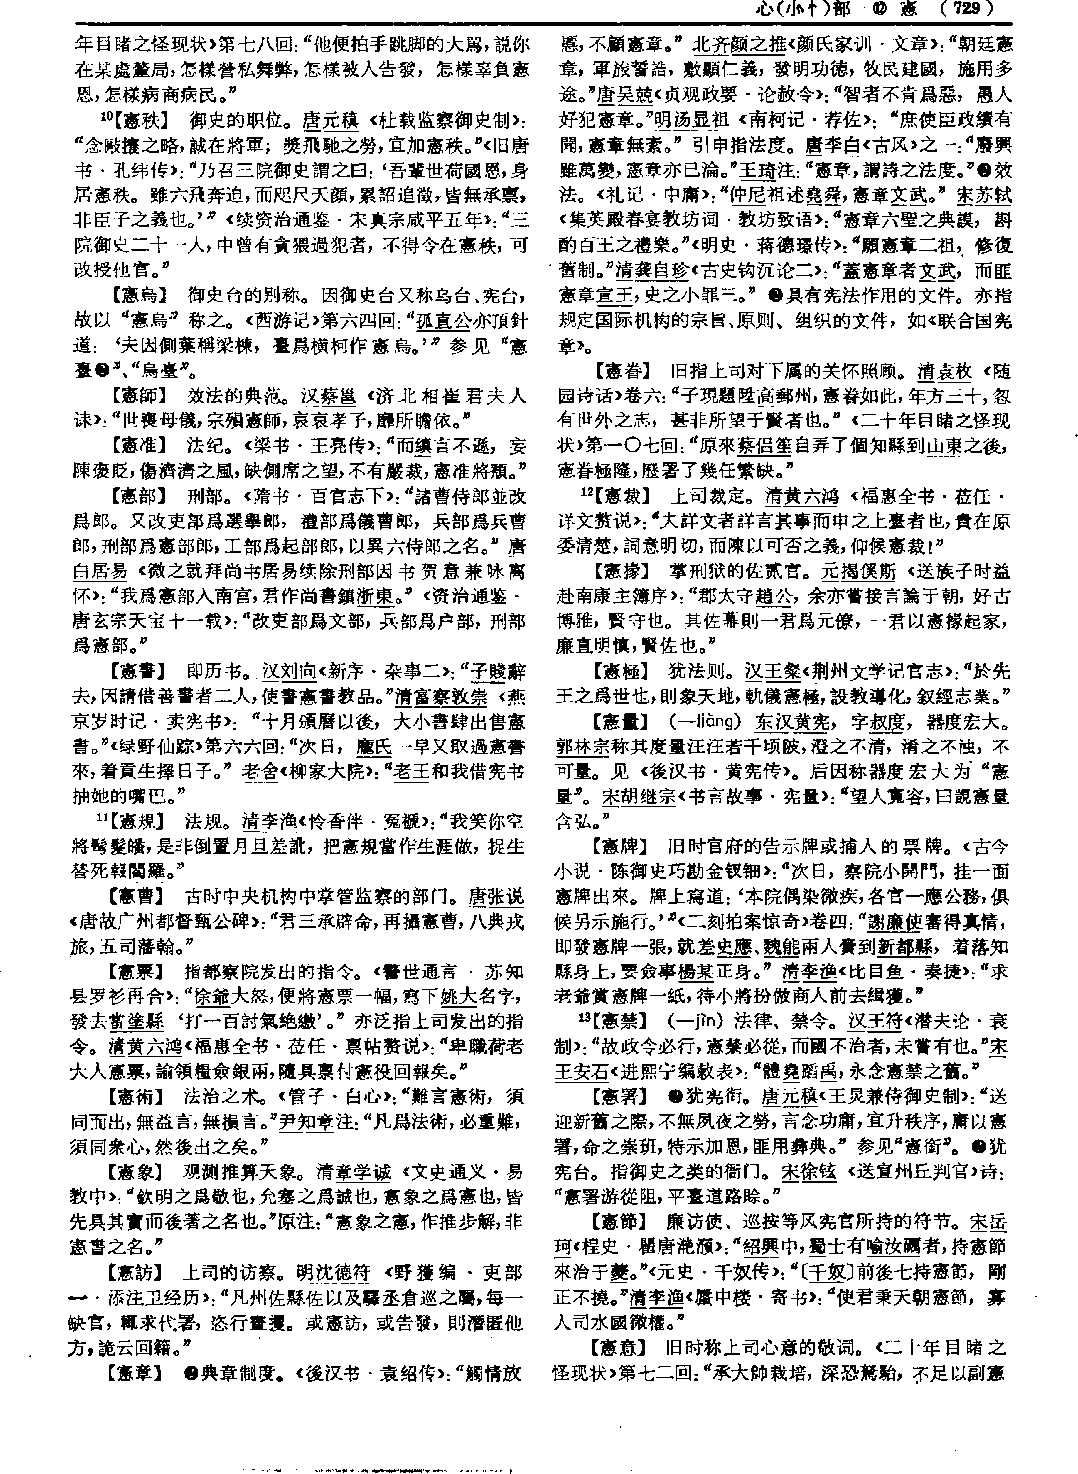 心(小忄)部 ⑫ 憲 (729)
年目睹之怪现状》第七八回：“他便拍手跳脚的大駡，説你
在某處釐局，怎樣營私舞弊，怎樣被人告發，怎樣辜負憲
恩，怎樣病商病民。”
¹⁰【憲秩】 御史的职位。唐元稹《杜载监察御史制》：
“念敺攘之略，誠在將軍；獎飛馳之勞，宜加憲秩。”《旧唐
书·孔纬传》：“乃召三院御史謂之曰：‘吾輩世荷國恩，身
居憲秩。雖六飛奔迫，而咫尺天顔，累詔追徵，皆無承禀，
非臣子之義也。’”《续资治通鉴·宋真宗咸平五年》：“三
院御史二十一人，中曾有貪猥過犯者，不得令在憲秩，可
改授他官。”
【憲烏】 御史台的别称。因御史台又称乌台、宪台，
故以“憲烏”称之。《西游记》第六四回：“孤直公亦頂針
道：‘夫因側葉稱梁棟，臺爲横柯作憲烏。’”参见“憲
臺❷”、“烏臺”。
【憲師】 效法的典范。汉蔡邕《济北相崔君夫人
诔》：“世喪母儀，宗殞憲師，哀哀孝子，靡所瞻依。”
【憲准】 法纪。《梁书·王亮传》：“而縝言不遜，妄
陳褒貶，傷濟濟之風，缺側席之望，不有嚴裁，憲准將頹。”
【憲部】 刑部。《隋书·百官志下》：“諸曹侍郎並改
爲郎。又改吏部爲選舉郎，禮部爲儀曹郎，兵部爲兵曹
郎，刑部爲憲部郎，工部爲起部郎，以異六侍郎之名。”唐
白居易《微之就拜尚书居易续除刑部因书贺意兼咏离
怀》：“我爲憲部入南宫，君作尚書鎮浙東。”《资治通鉴·
唐玄宗天宝十一载》：“改吏部爲文部，兵部爲户部，刑部
爲憲部。”
【憲書】 即历书。汉刘向《新序·杂事二》：“子賤辭
去，因請借善書者二人，使書憲書教品。”清富察敦崇《燕
京岁时记·卖宪书》：“十月頒曆以後，大小書肆出售憲
書。”《绿野仙踪》第六六回：“次日，龐氏一早又取過憲書
來，着貢生擇日子。”老舍《柳家大院》：“老王和我借宪书
抽她的嘴巴。”
¹¹【憲規】 法规。清李渔《怜香伴·冤褫》：“我笑你空
將鬚髮皤，是非倒置月旦差訛，把憲規當作生涯做，捉生
替死報閻羅。”
【憲曹】 古时中央机构中掌管监察的部门。唐张说
《唐故广州都督甄公碑》：“君三承辟命，再攝憲曹，八典戎
旅，五司藩翰。”
【憲票】 指都察院发出的指令。《警世通言·苏知
县罗衫再合》：“徐爺大怒，便將憲票一幅，寫下姚大名字，
發去當塗縣‘打一百討氣絶繳’。”亦泛指上司发出的指
令。清黄六鸿《福惠全书·莅任·禀帖赘说》：“卑職荷老
大人憲票，諭領糧僉銀兩，隨具禀付憲役回報矣。”
【憲術】 法治之术。《管子·白心》：“難言憲術，須
同而出，無益言，無損言。”尹知章注：“凡爲法術，必重難，
須同衆心，然後出之矣。”
【憲象】 观测推算天象。清章学诚《文史通义·易
教中》：“欽明之爲敬也，允塞之爲誠也，憲象之爲憲也，皆
先具其實而後著之名也。”原注：“憲象之憲，作推步解，非
憲書之名。”
【憲訪】 上司的访察。明沈德符《野獲编·吏部
一·添注卫经历》：“凡州佐縣佐以及驛丞倉巡之屬，每一
缺官，輒求代署，恣行畫攫。或憲訪，或告發，則潛匿他
方，詭云回籍。”
【憲章】 ❶典章制度。《後汉书·袁绍传》：“觸情放
慝，不顧憲章。”北齐颜之推《颜氏家训·文章》：“朝廷憲
章，軍旅誓誥，敷顯仁義，發明功德，牧民建國，施用多
途。”唐吴兢《贞观政要·论赦令》：“智者不肯爲惡，愚人
好犯憲章。”明汤显祖《南柯记·荐佐》：“庶使臣政績有
聞，憲章無紊。”引申指法度。唐李白《古风》之一：“廢興
雖萬變，憲章亦已淪。”王琦注：“憲章，謂詩之法度。”❷效
法。《礼记·中庸》：“仲尼祖述堯舜，憲章文武。”宋苏轼
《集英殿春宴教坊词·教坊致语》：“憲章六聖之典謨，斟
酌百王之禮樂。”《明史·蒋德璟传》：“願憲章二祖，修復
舊制。”清龚自珍《古史钩沉论二》：“蓋憲章者文武，而匪
憲章宣王，史之小罪三。”❸具有宪法作用的文件。亦指
规定国际机构的宗旨、原则、组织的文件，如《联合国宪
章》。
【憲眷】 旧指上司对下属的关怀照顾。清袁枚《随
园诗话》卷六：“子現題陞高郵州，憲眷如此，年方三十，忽
有世外之志，甚非所望于賢者也。”《二十年目睹之怪现
状》第一〇七回：“原來蔡侣笙自弄了個知縣到山東之後，
憲眷極隆，歷署了幾任繁缺。”
¹²【憲裁】 上司裁定。清黄六鸿《福惠全书·莅任·
详文赘说》：“大詳文者詳言其事而申之上臺者也，貴在原
委清楚，詞意明切，而陳以可否之義，仰候憲裁！”
【憲掾】 掌刑狱的佐贰官。元揭傒斯《送族子时益
赴南康主簿序》：“郡太守趙公，余亦嘗接言論于朝，好古
博雅，賢守也。其佐幕則一君爲元僚，一君以憲掾起家，
廉直明慎，賢佐也。”
【憲極】 犹法则。汉王粲《荆州文学记官志》：“於先
王之爲世也，則象天地，軌儀憲極，設教導化，叙經志業。”
【憲量】 (—liàng) 东汉黄宪，字叔度，器度宏大。
郭林宗称其度量汪汪若千顷陂，澄之不清，淆之不浊，不
可量。见《後汉书·黄宪传》。后因称器度宏大为“憲
量”。宋胡继宗《书言故事·宪量》：“望人寬容，曰覬憲量
含弘。”
【憲牌】 旧时官府的告示牌或捕人的票牌。《古今
小说·陈御史巧勘金钗钿》：“次日，察院小開門，挂一面
憲牌出來。牌上寫道：‘本院偶染微疾，各官一應公務，俱
候另示施行。’”《二刻拍案惊奇》卷四：“謝廉使審得真情，
即發憲牌一張，就差史應、魏能兩人賫到新都縣，着落知
縣身上，要僉事楊某正身。”清李渔《比目鱼·奏捷》：“求
老爺賞憲牌一纸，待小將扮做商人前去緝獲。”
¹³【憲禁】 (—jìn) 法律、禁令。汉王符《潜夫论·衰
制》：“故政令必行，憲禁必從，而國不治者，未嘗有也。”宋
王安石《进熙宁编敕表》：“體堯蹈禹，永念憲禁之舊。”
【憲署】 ❶犹宪衔。唐元稹《王炅兼侍御史制》：“送
迎新舊之際，不無夙夜之勞，言念功庸，宜升秩序，庸以憲
署，命之崇班，特示加恩，匪用彝典。”参见“憲銜”。❷犹
宪台。指御史之类的衙门。宋徐铉《送宣州丘判官》诗：
“憲署游從阻，平臺道路賒。”
【憲節】 廉访使、巡按等风宪官所持的符节。宋岳
珂《桯史·瞿唐滟滪》：“紹興中，蜀士有喻汝礪者，持憲節
來治于夔。”《元史·千奴传》：“〔千奴〕前後七持憲節，剛
正不撓。”清李渔《蜃中楼·寄书》：“使君秉天朝憲節，寡
人司水國微權。”
【憲意】 旧时称上司心意的敬词。《二十年目睹之
怪现状》第七二回：“承大帥栽培，深恐駑駘，不足以副憲